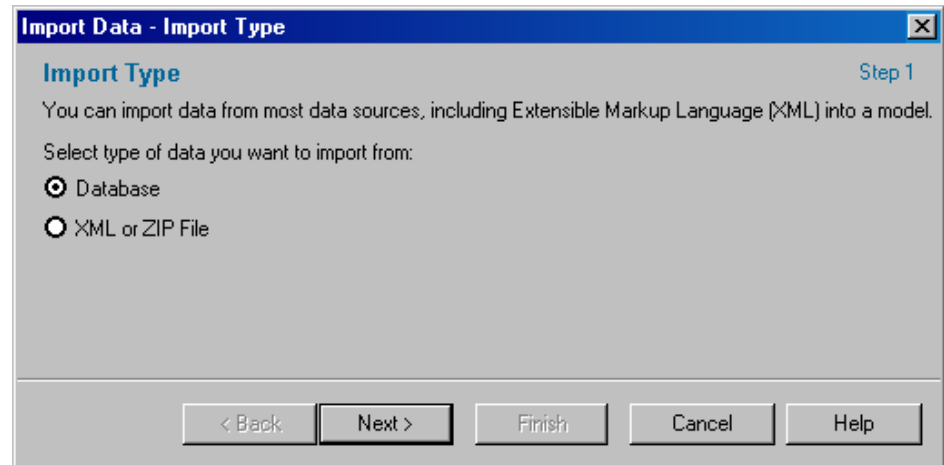 Import Data - Import Type
Import Type
Step 1
You can import data from most data sources, including Extensible Markup Language (XML) into a model.
Select type of data you want to import from:
Database
XML or ZIP File
< Back
Next >
Finish
Cancel
Help